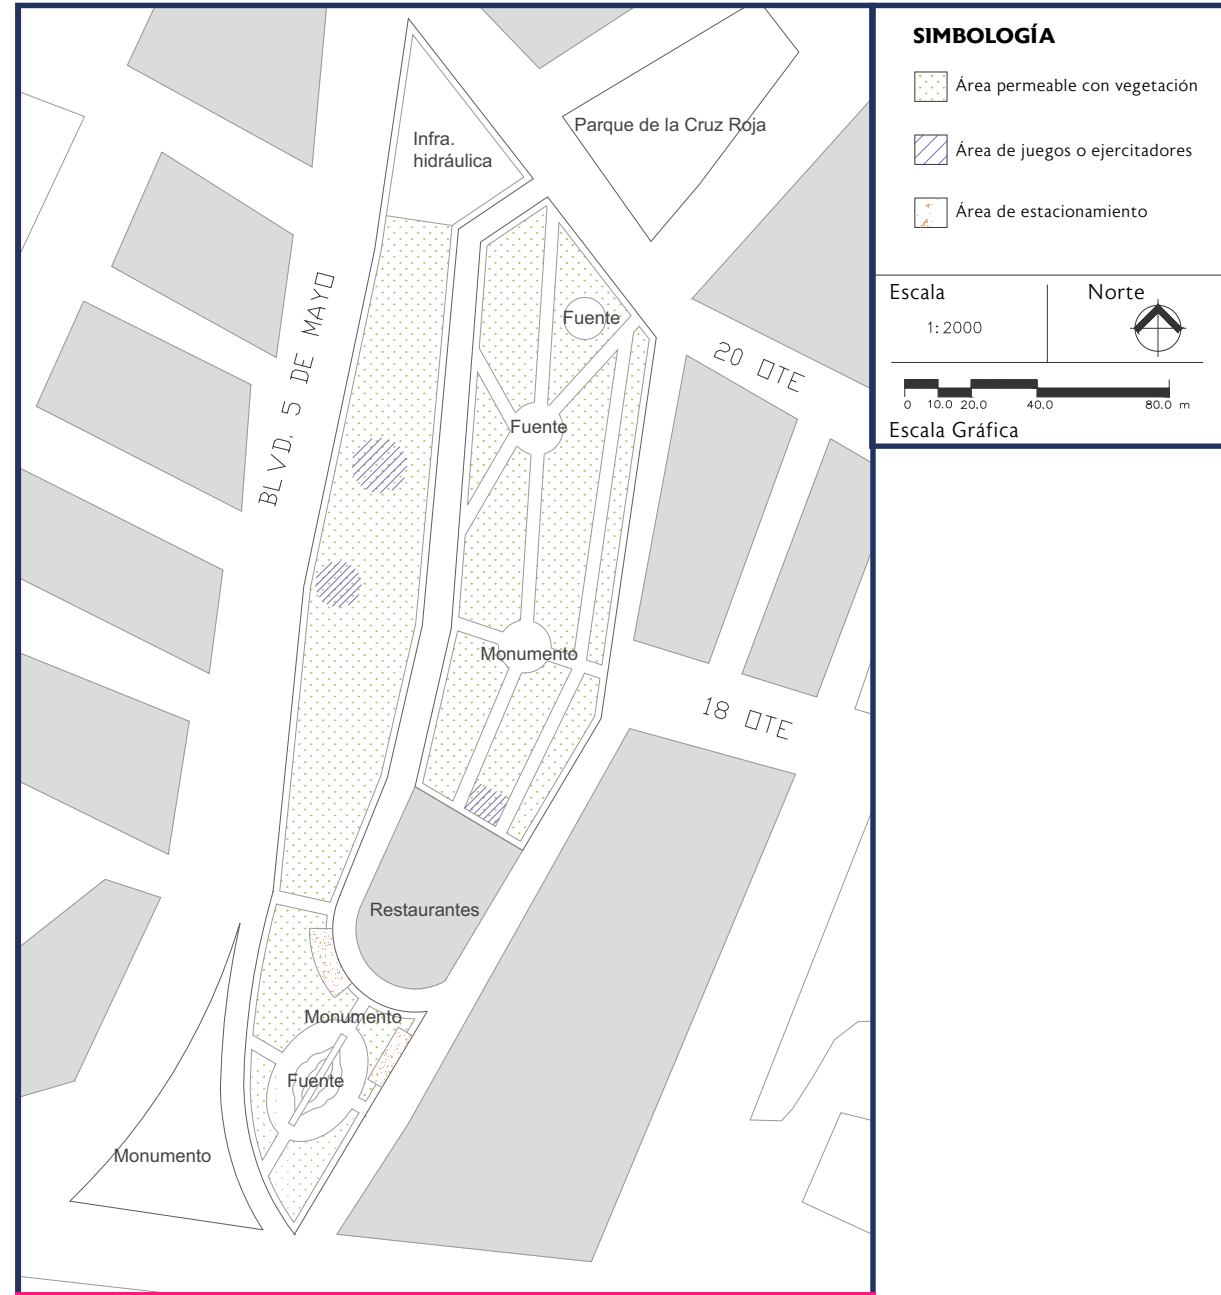 Parque de la Cruz Roja
Infra.
hidráulica
BLVD. 5 DE MAYO
Fuente
20 OTE
Fuente
Monumento
18 OTE
Restaurantes
Monumento
Fuente
Monumento
SIMBOLOGÍA
Área permeable con vegetación
Área de juegos o ejercitadores
Área de estacionamiento
Escala
1:2000
Norte
0 10.0 20.0 40.0 80.0 m
Escala Gráfica